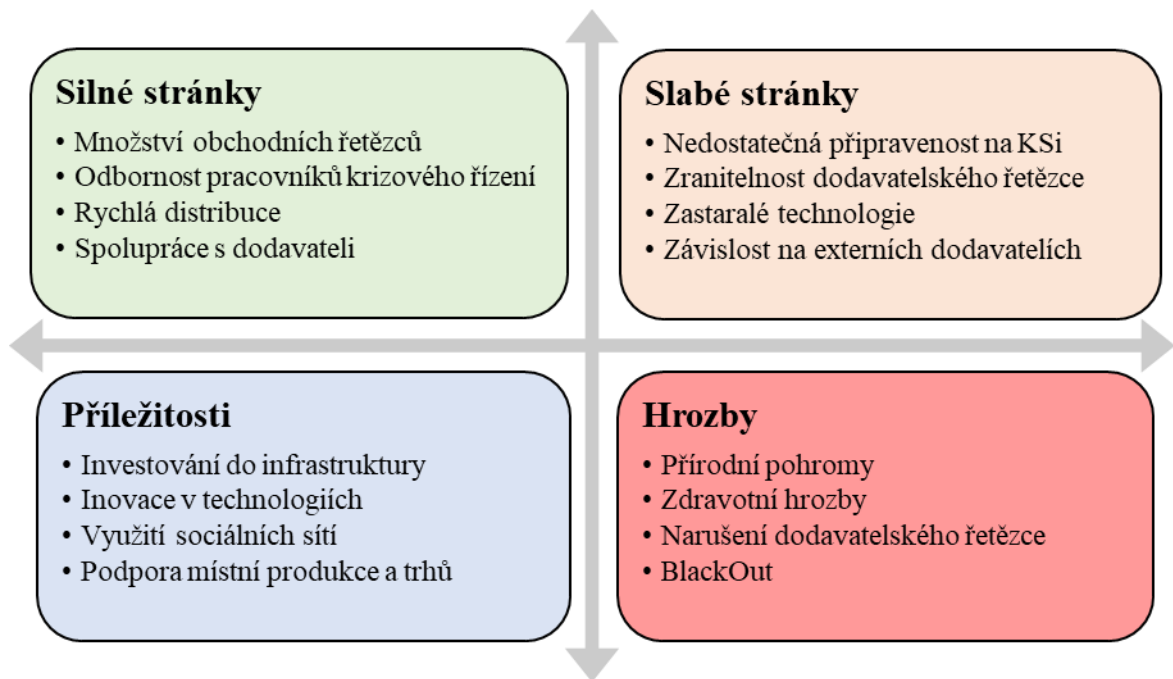 Silné stránky
• Množství obchodních řetězců
• Odbornost pracovníků krizového řízení
• Rychlá distribuce
• Spolupráce s dodavateli
Slabé stránky
• Nedostatečná připravenost na KSi
• Zranitelnost dodavatelského řetězce
• Zastaralé technologie
• Závislost na externích dodavatelích
Příležitosti
• Investování do infrastruktury
• Inovace v technologiích
• Využití sociálních sítí
• Podpora místní produkce a trhů
Hrozby
• Přírodní pohromy
• Zdravotní hrozby
• Narušení dodavatelského řetězce
• BlackOut